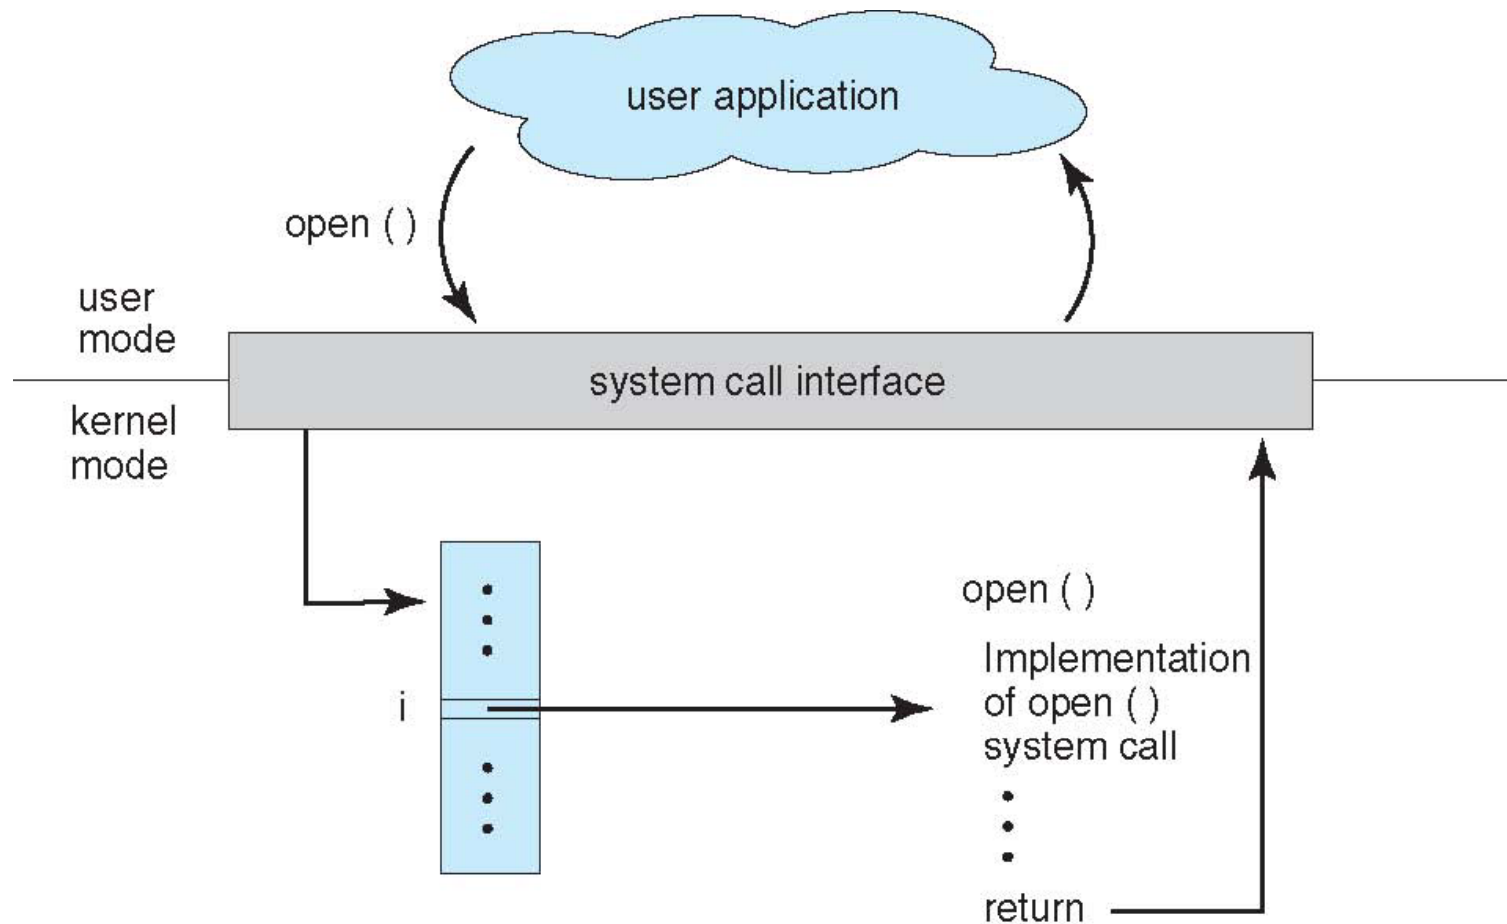 user application
open ( )
user
mode
system call interface
kernel
mode
open ( )
Implementation
i
of open ( )
system call
return